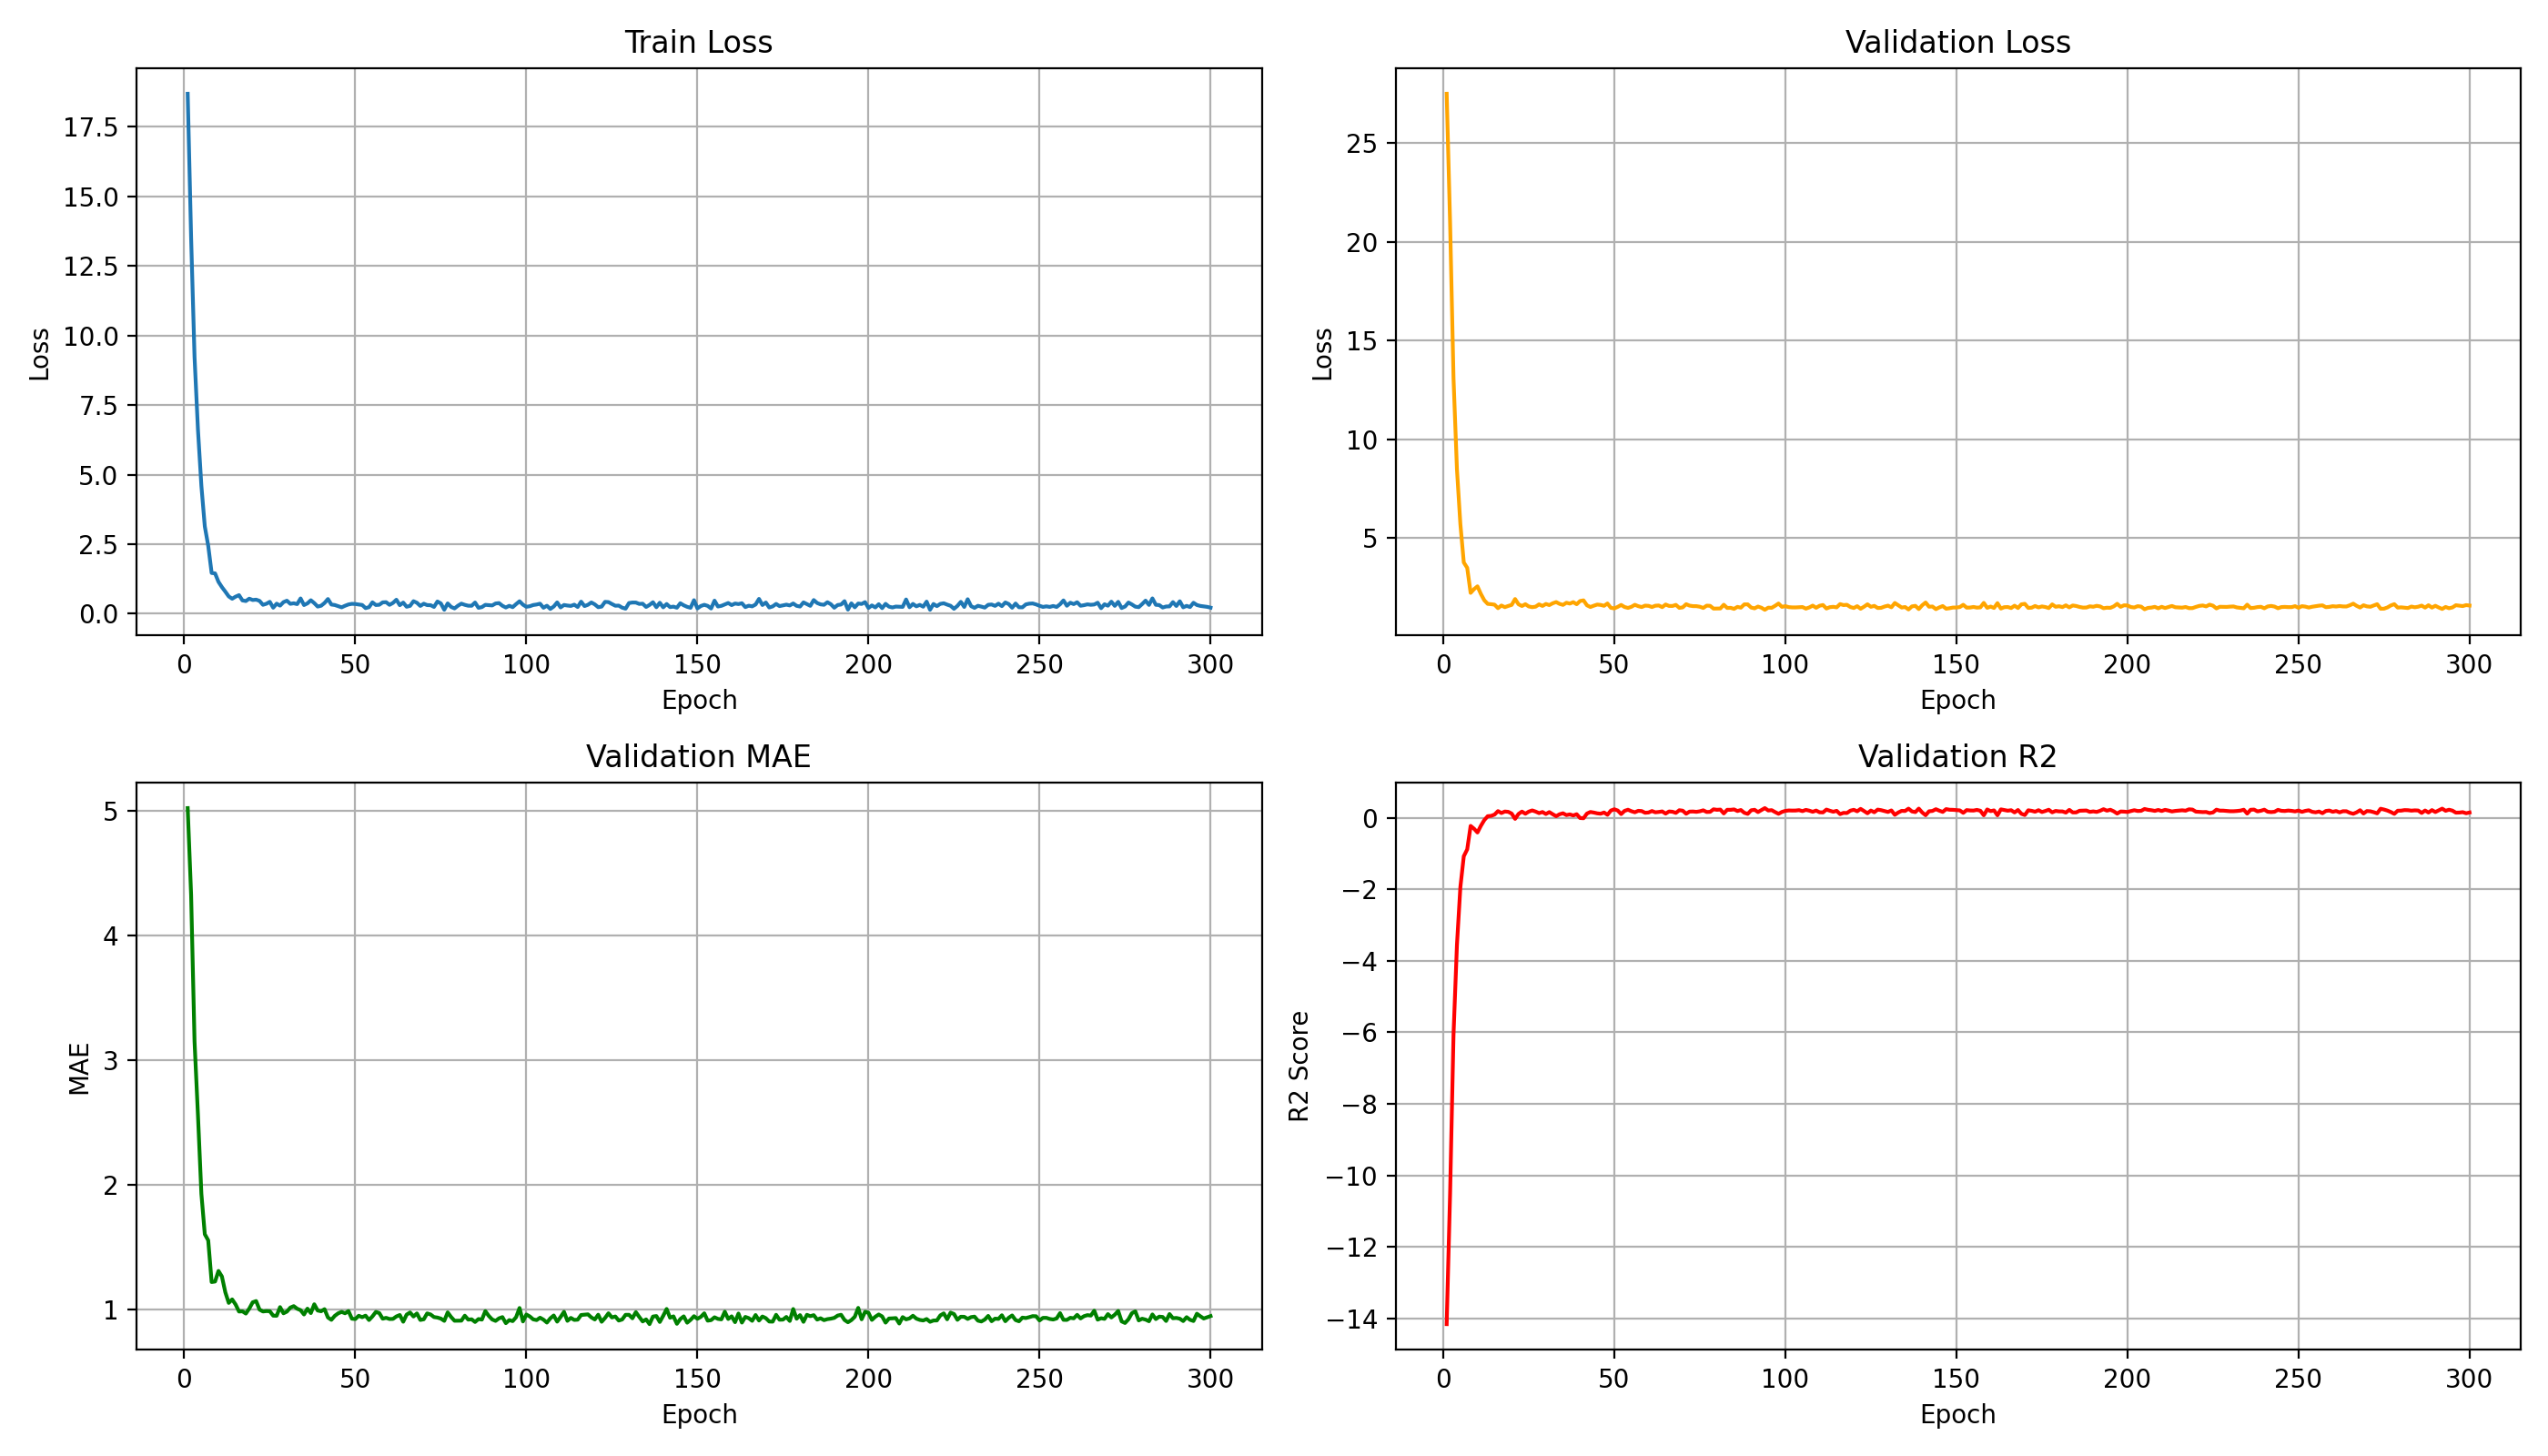 Train Loss
Loss
17.5
15.0
12.5
10.0
7.5
5.0
2.5
0.0
0 50 100 150 200 250 300
Epoch
Validation Loss
Loss
25
20
15
10
5
0 50 100 150 200 250 300
Epoch
Validation MAE
MAE
5
4
3
2
1
0 50 100 150 200 250 300
Epoch
Validation R2
R2 Score
0
−2
−4
−6
−8
−10
−12
−14
0 50 100 150 200 250 300
Epoch